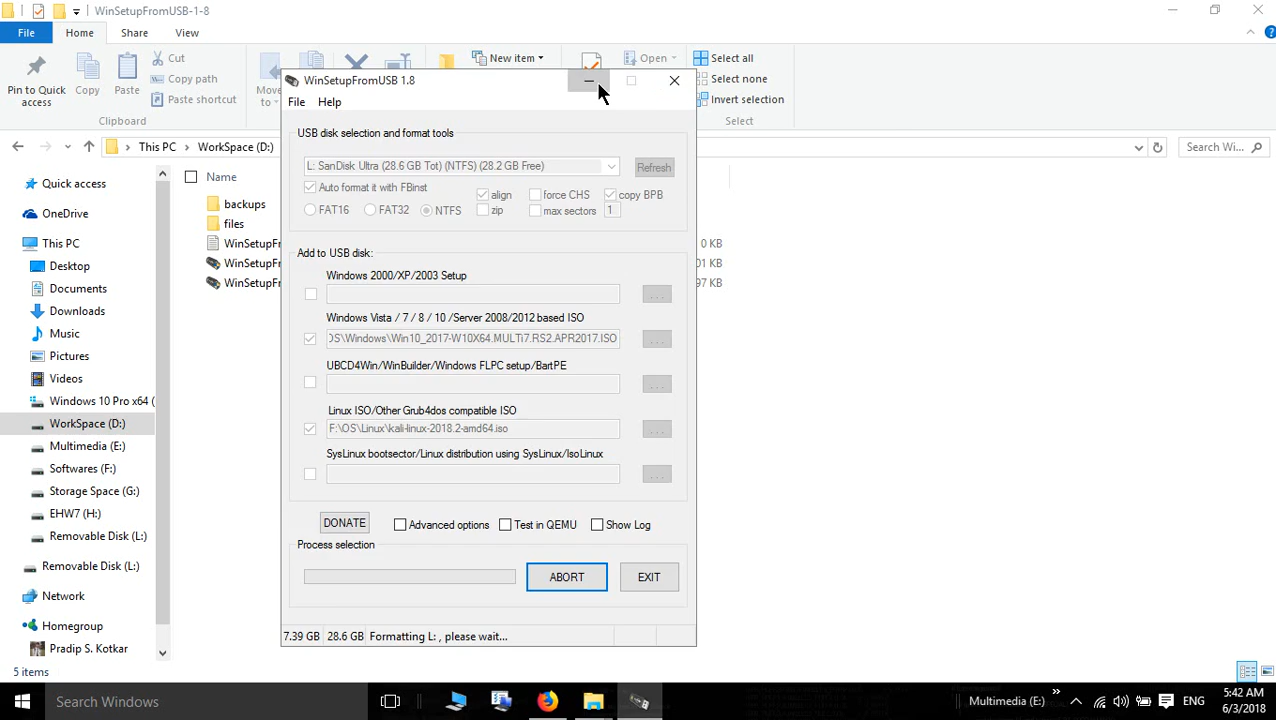 WinSetupFromUSB-1-8
File Home Share View
Pin to Quick access
Copy
Paste
Cut
Copy path
Paste shortcut
Clipboard
Move to
New item
Open
Select all
Select none
Invert selection
Select
This PC
WorkSpace (D:)
Search Wi...
Quick access
OneDrive
This PC
Desktop
Documents
Downloads
Music
Pictures
Videos
Windows 10 Pro x64 (
WorkSpace (D:)
Multimedia (E:)
Softwares (F:)
Storage Space (G:)
EHW7 (H:)
Removable Disk (L:)
Removable Disk (L:)
Network
Homegroup
Pradip S. Kotkar
5 items
Name
backups
files
WinSetupFr
WinSetupFr
WinSetupFr
0 KB
01 KB
97 KB
WinSetupFromUSB 1.8
File Help
USB disk selection and format tools
L: SanDisk Ultra (28.6 GB Tot) (NTFS) (28.2 GB Free)
Refresh
Auto format it with FBinst
align
force CHS
copy BPB
FAT16
FAT32
NTFS
zip
max sectors
1
Add to USB disk:
Windows 2000/XP/2003 Setup
...
Windows Vista / 7 / 8 / 10 /Server 2008/2012 based ISO
OS\Windows\Win10_2017-W10X64.MULTi7.RS2.APR2017.ISO
...
UBCD4Win/WinBuilder/Windows FLPC setup/BartPE
...
Linux ISO/Other Grub4dos compatible ISO
F:\OS\Linux\kali-linux-2018.2-amd64.iso
...
SysLinux bootsector/Linux distribution using SysLinux/IsoLinux
...
DONATE
Advanced options
Test in QEMU
Show Log
Process selection
ABORT
EXIT
7.39 GB
28.6 GB
Formatting L: , please wait...
Search Windows
Multimedia (E:)
ENG
5:42 AM
6/3/2018